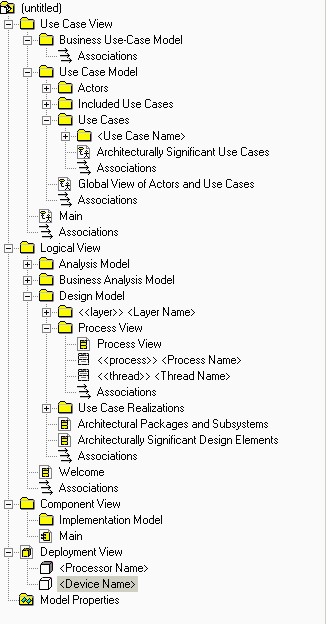 (untitled)
Use Case View
Business Use-Case Model
Associations
Use Case Model
Actors
Included Use Cases
Use Cases
<Use Case Name>
Architecturally Significant Use Cases
Associations
Global View of Actors and Use Cases
Associations
Main
Associations
Logical View
Analysis Model
Business Analysis Model
Design Model
<<layer>> <Layer Name>
Process View
Process View
<<process>> <Process Name>
<<thread>> <Thread Name>
Associations
Use Case Realizations
Architectural Packages and Subsystems
Architecturally Significant Design Elements
Associations
Welcome
Associations
Component View
Implementation Model
Main
Deployment View
<Processor Name>
<Device Name>
Model Properties